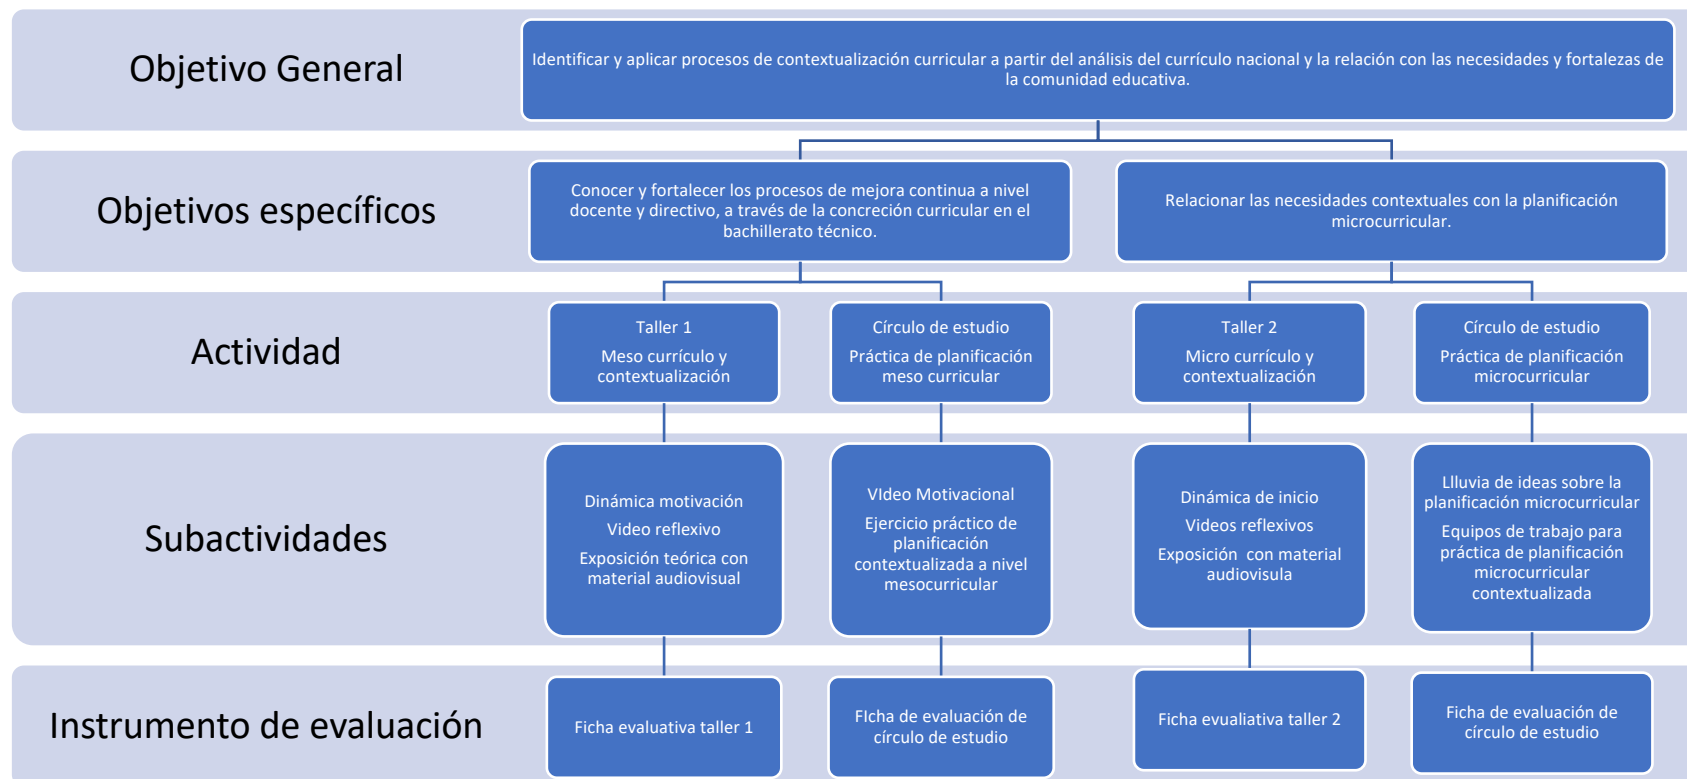 Objetivo General
Identificar y aplicar procesos de contextualización curricular a partir del análisis del currículo nacional y la relación con las necesidades y fortalezas de
la comunidad educativa.
Objetivos específicos
Conocer y fortalecer los procesos de mejora continua a nivel
docente y directivo, a través de la concreción curricular en el
bachillerato técnico.
Relacionar las necesidades contextuales con la planificación
microcurricular.
Actividad
Taller 1
Meso currículo y
contextualización
Círculo de estudio
Práctica de planificación
meso curricular
Taller 2
Micro currículo y
contextualización
Círculo de estudio
Práctica de planificación
microcurricular
Subactividades
Dinámica motivación
Video reflexivo
Exposición teórica con
material audiovisual
VIdeo Motivacional
Ejercicio práctico de
planificación
contextualizada a nivel
mesocurricular
Dinámica de inicio
Videos reflexivos
Exposición  con material
audiovisula
Llluvia de ideas sobre la
planificación microcurricular
Equipos de trabajo para
práctica de planificación
microcurricular
contextualizada
Instrumento de evaluación
Ficha evaluativa taller 1
FIcha de evaluación de
círculo de estudio
Ficha evualiativa taller 2
Ficha de evaluación de
círculo de estudio